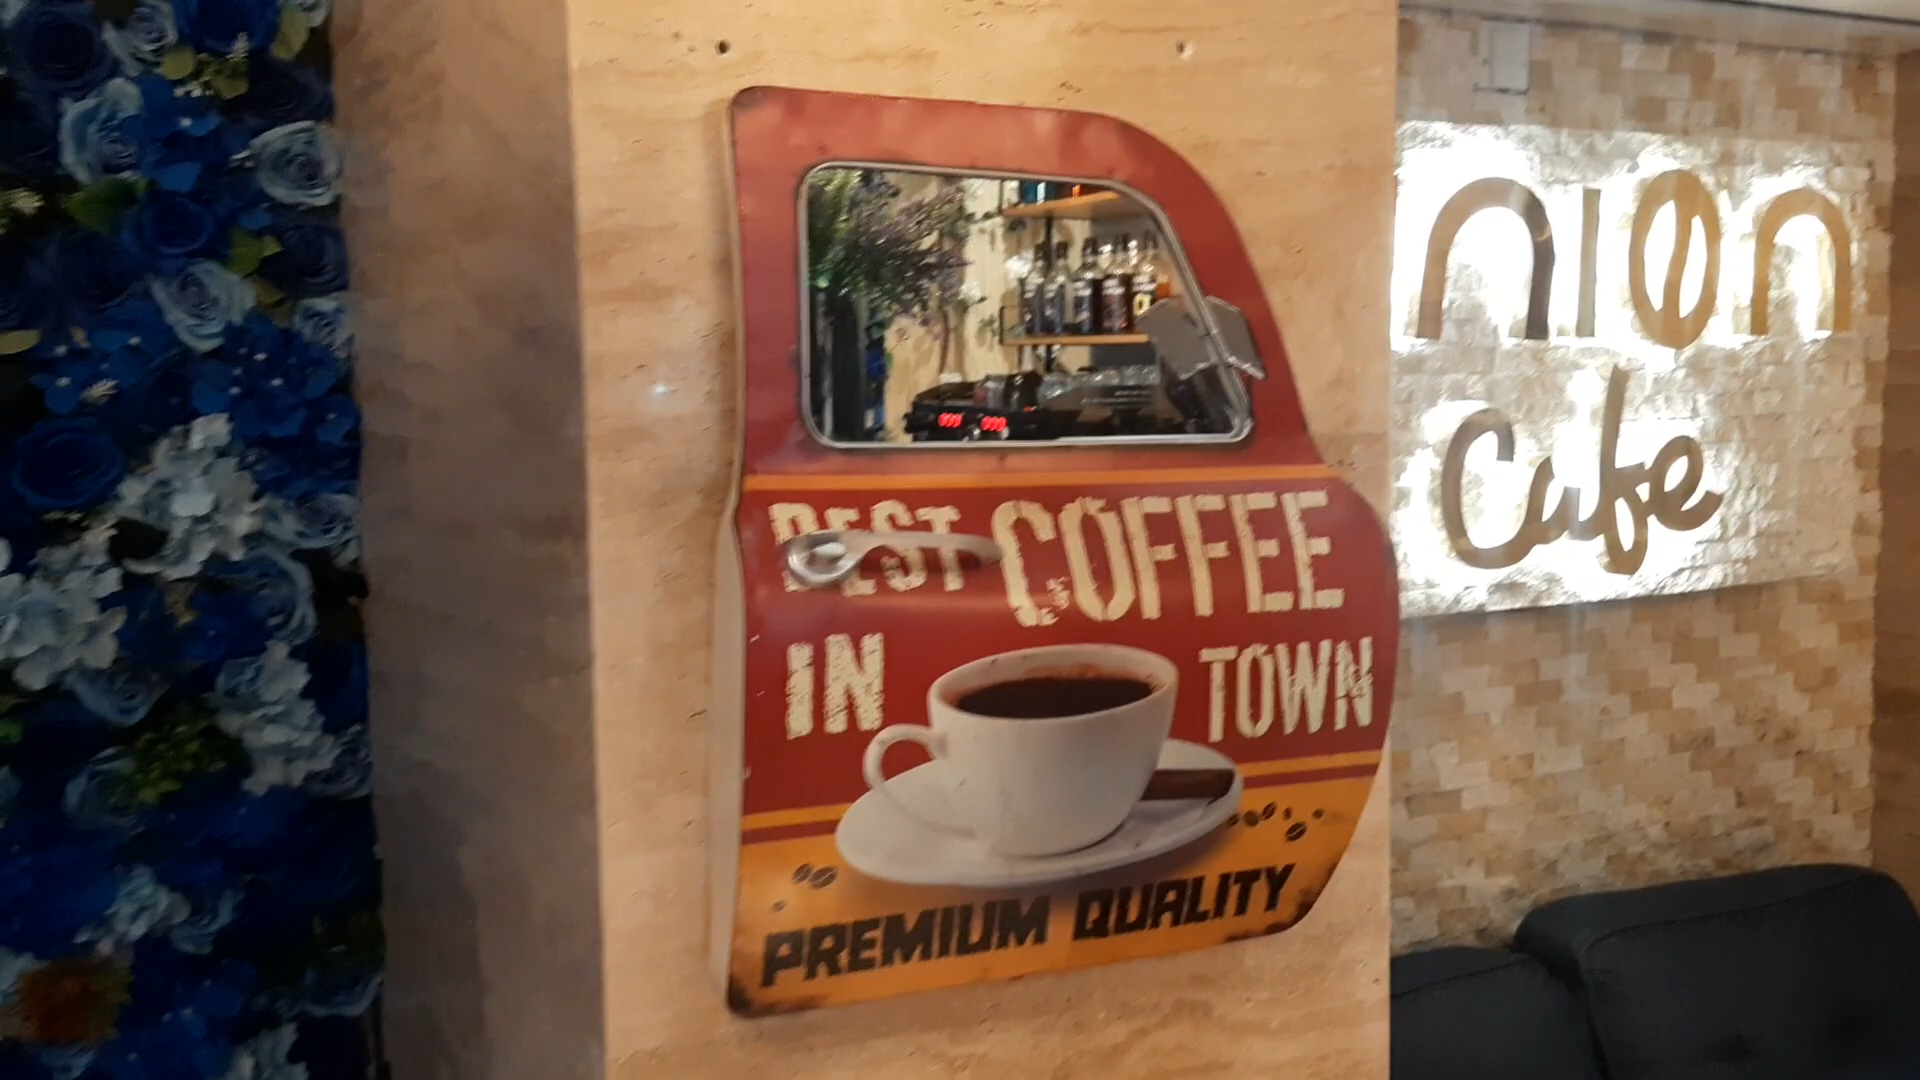 BEST COFFEE
IN TOWN
PREMIUM QUALITY
nion
Cafe